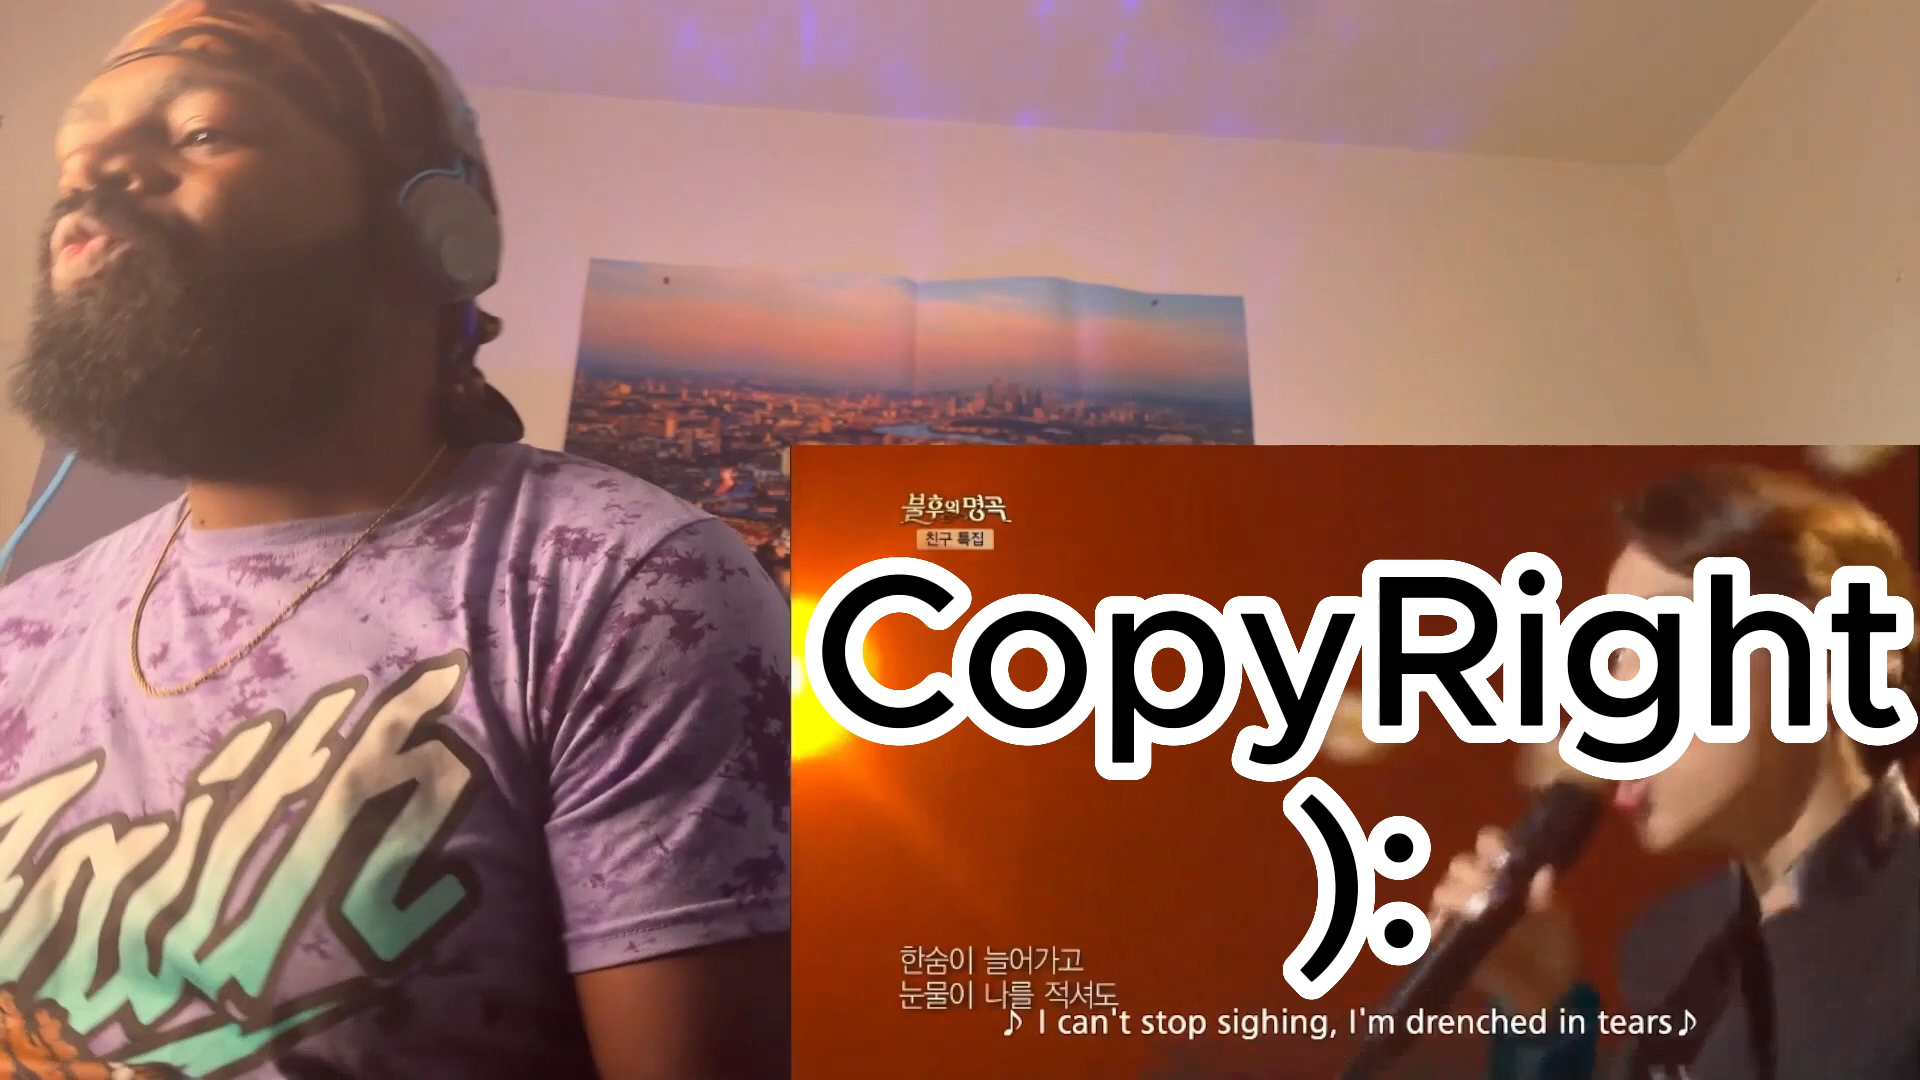 Faith
불후의 명곡
친구 특집
CopyRight
):
한숨이 늘어가고
눈물이 나를 적셔도
♪ I can't stop sighing, I'm drenched in tears♪